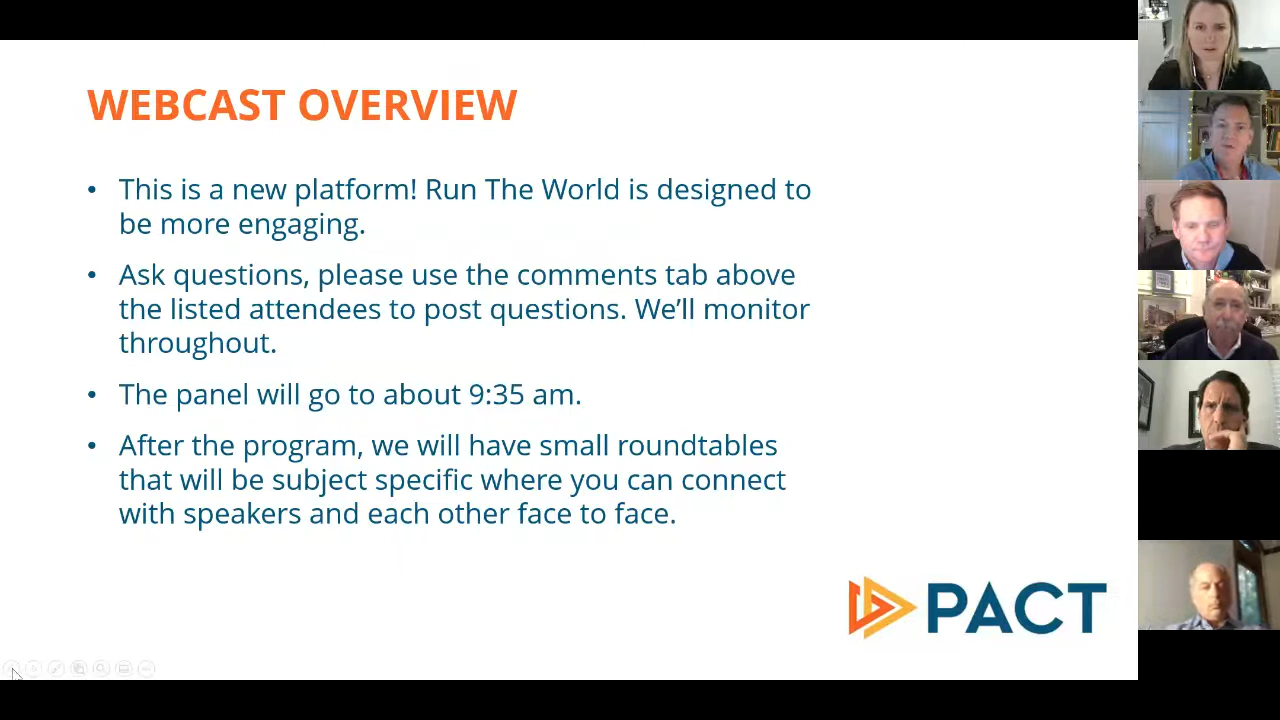 WEBCAST OVERVIEW
• This is a new platform! Run The World is designed to
be more engaging.
• Ask questions, please use the comments tab above
the listed attendees to post questions. We’ll monitor
throughout.
• The panel will go to about 9:35 am.
• After the program, we will have small roundtables
that will be subject specific where you can connect
with speakers and each other face to face.
PACT